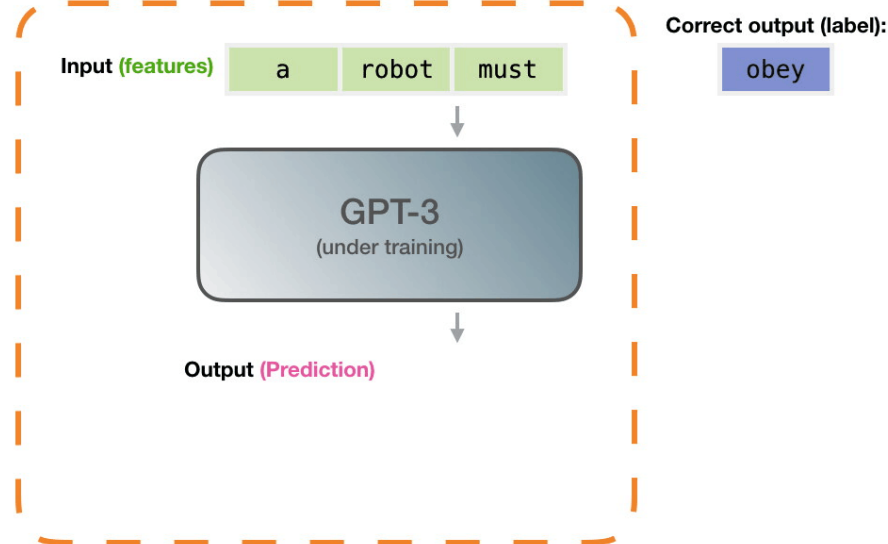 Correct output (label):
Input (features) a robot must
obey
GPT-3
(under training)
Output (Prediction)